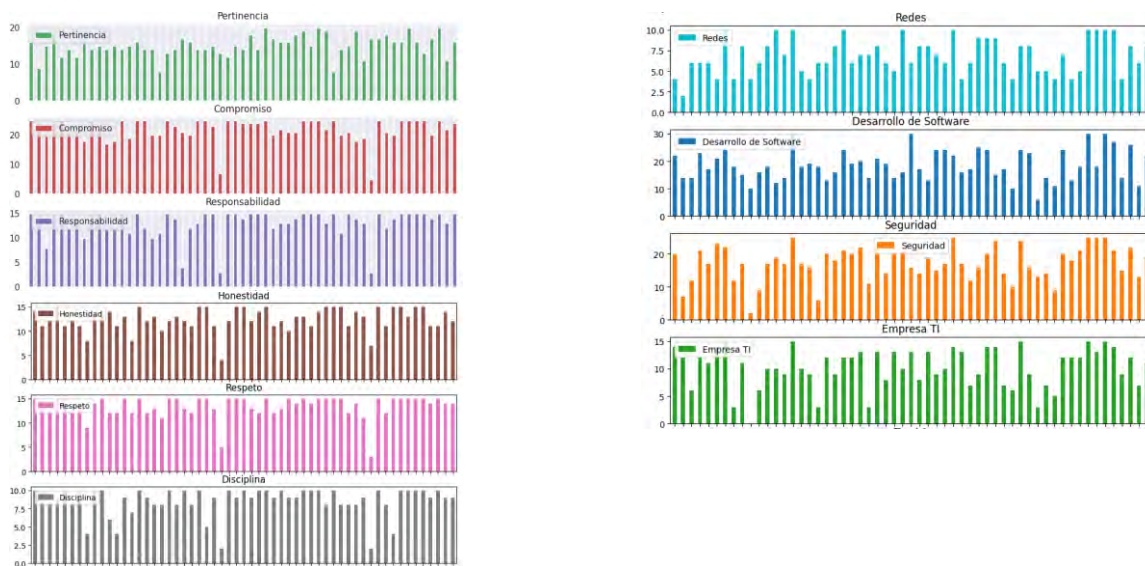 Pertinencia
20
Pertinencia
10
0
Compromiso
20
Compromiso
10
0
Responsabilidad
15
Responsabilidad
10
5
0
Honestidad
15
Honestidad
10
5
0
Respeto
15
Respeto
10
5
0
Disciplina
10.0
Disciplina
7.5
5.0
2.5
0.0
Redes
10.0
Redes
7.5
5.0
2.5
0.0
Desarrollo de Software
30
Desarrollo de Software
20
10
0
Seguridad
Seguridad
20
10
0
Empresa TI
15
Empresa TI
10
5
0